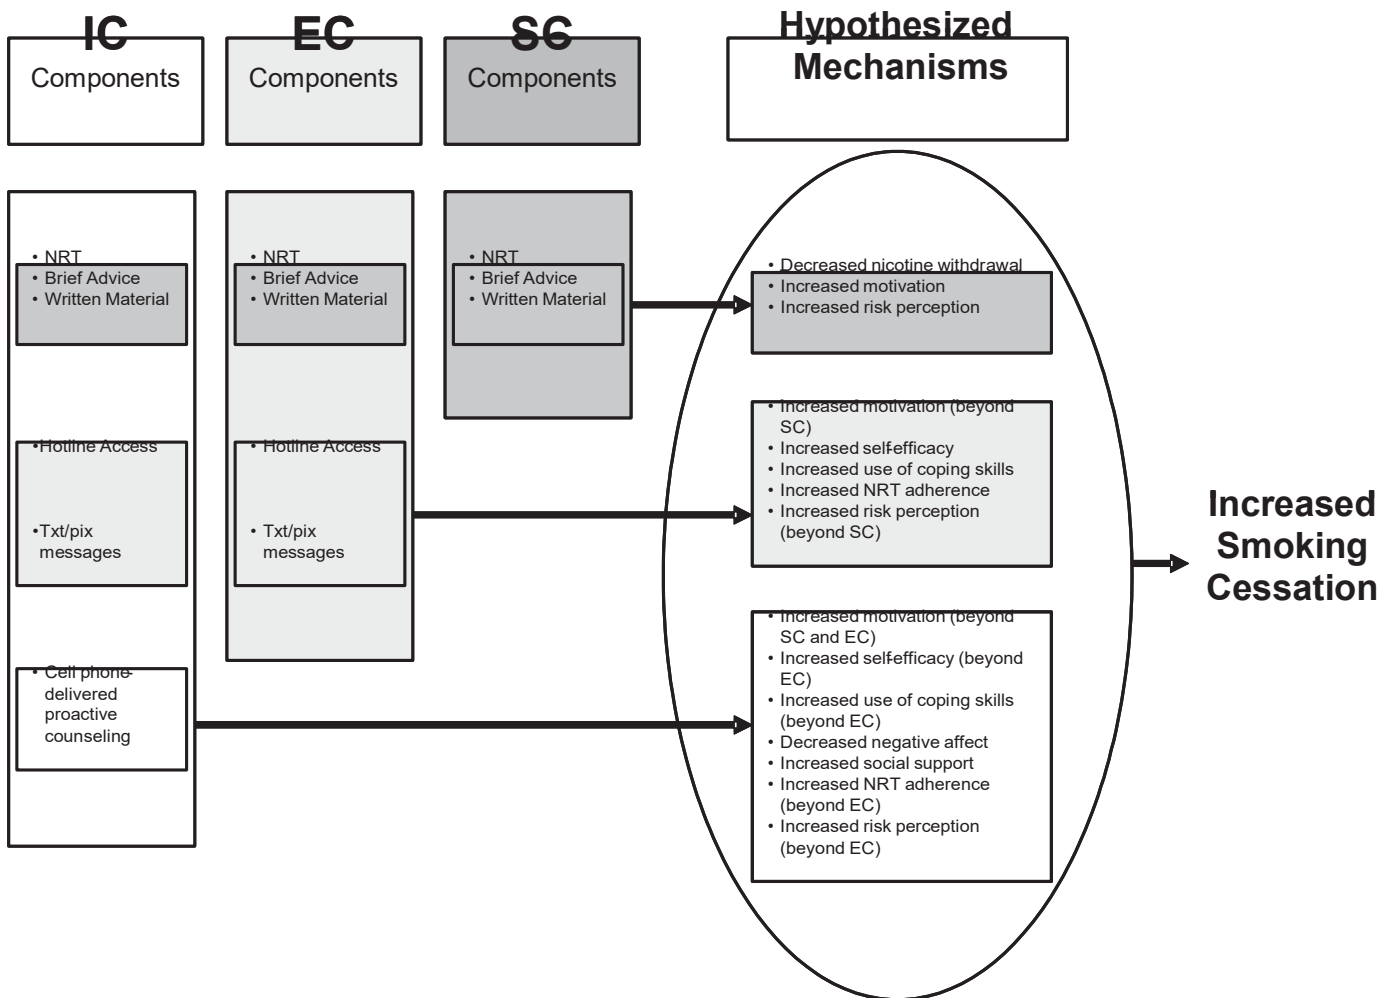 IC
Components
EC
Components
SC
Components
Hypothesized
Mechanisms
• NRT
• Brief Advice
• Written Material
•Hotline Access
•Txt/pix
messages
• Cell phone-
delivered
proactive
counseling
• NRT
• Brief Advice
• Written Material
• Hotline Access
• Txt/pix
messages
• NRT
• Brief Advice
• Written Material
• Decreased nicotine withdrawal
• Increased motivation
• Increased risk perception
• Increased motivation (beyond
SC)
• Increased self-efficacy
• Increased use of coping skills
• Increased NRT adherence
• Increased risk perception
(beyond SC)
• Increased motivation (beyond
SC and EC)
• Increased self-efficacy (beyond
EC)
• Increased use of coping skills
(beyond EC)
• Decreased negative affect
• Increased social support
• Increased NRT adherence
(beyond EC)
• Increased risk perception
(beyond EC)
Increased
Smoking
Cessation